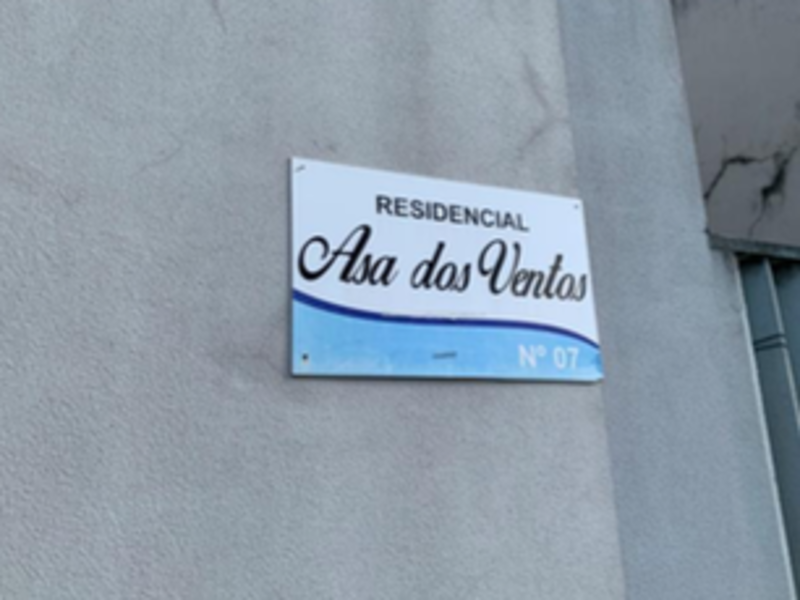 RESIDENCIAL
Asa dos Ventos
Nº 07